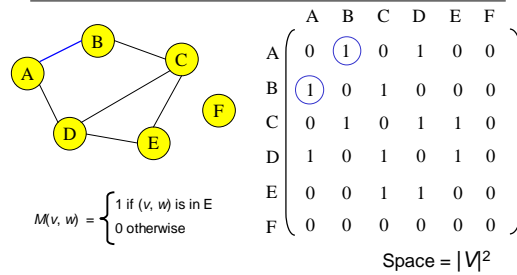 A B C D E F
A 0 1 0 1 0 0
B 1 0 1 0 0 0
C 0 1 0 1 1 0
D 1 0 1 0 1 0
E 0 0 1 1 0 0
F 0 0 0 0 0 0
B
C
A
F
D
E
M(v, w) = 1 if (v, w) is in E
0 otherwise
Space = |V|2